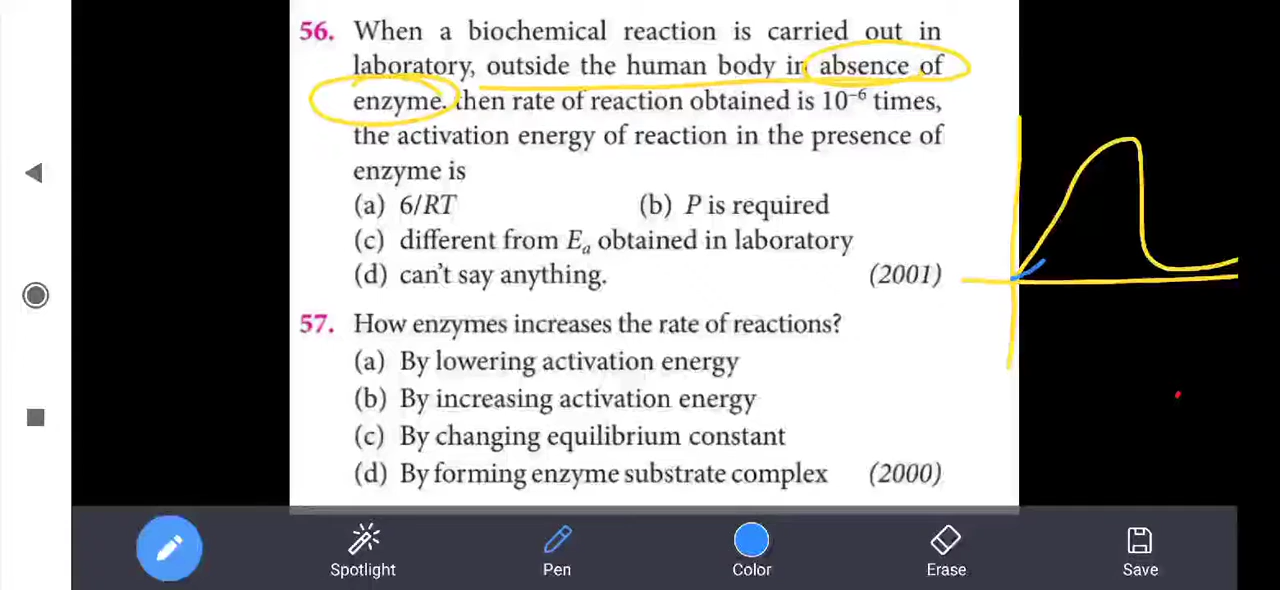 56. When a biochemical reaction is carried out in
laboratory, outside the human body in absence of
enzyme, then rate of reaction obtained is 10⁻⁶ times,
the activation energy of reaction in the presence of
enzyme is
(a) 6/RT (b) P is required
(c) different from Eₐ obtained in laboratory
(d) can't say anything. (2001)
57. How enzymes increases the rate of reactions?
(a) By lowering activation energy
(b) By increasing activation energy
(c) By changing equilibrium constant
(d) By forming enzyme substrate complex (2000)
Spotlight Pen Color Erase Save